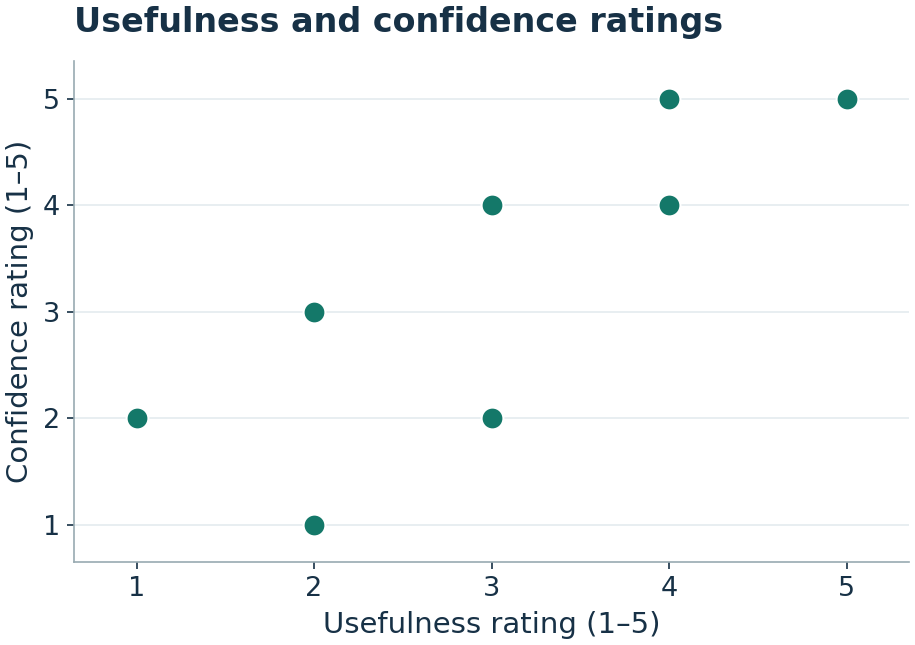 Usefulness and confidence ratings
Confidence rating (1–5)
5
4
3
2
1
1 2 3 4 5
Usefulness rating (1–5)